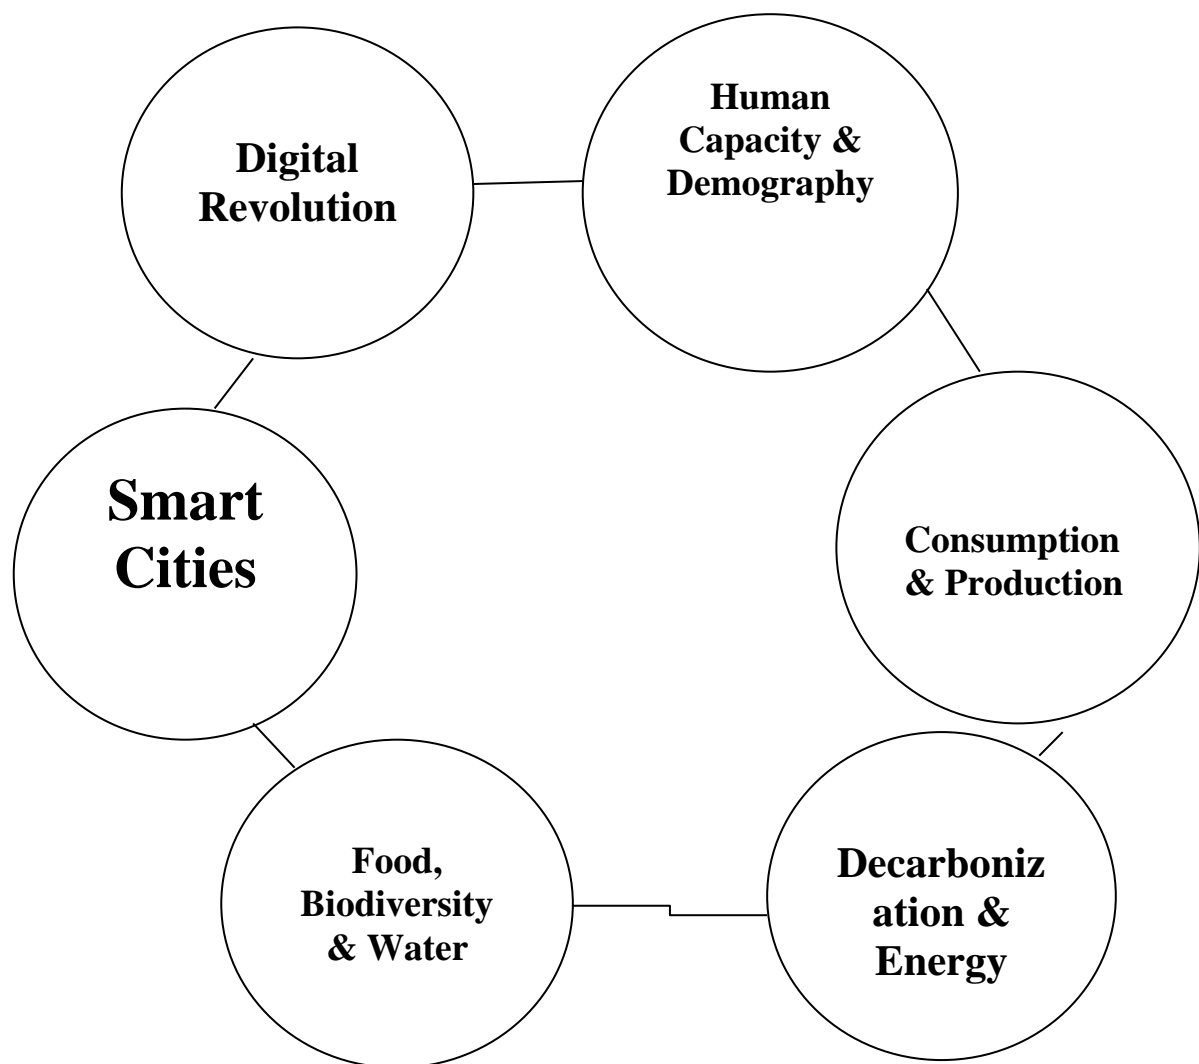 Digital
Revolution
Human
Capacity &
Demography
Smart
Cities
Consumption
& Production
Food,
Biodiversity
& Water
Decarboniz
ation &
Energy